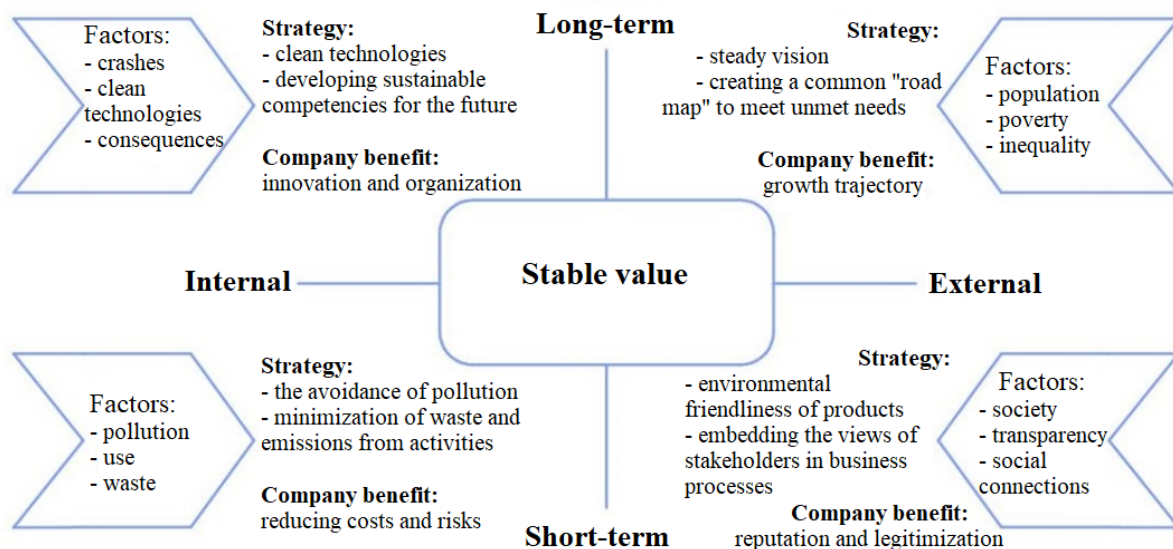 Long-term
Factors:
- crashes
- clean
technologies
- consequences
Strategy:
- clean technologies
- developing sustainable
competencies for the future
Company benefit:
innovation and organization
Strategy:
- steady vision
- creating a common "road
map" to meet unmet needs
Company benefit:
growth trajectory
Factors:
- population
- poverty
- inequality
Internal
Stable value
External
Factors:
- pollution
- use
- waste
Strategy:
- the avoidance of pollution
- minimization of waste and
emissions from activities
Company benefit:
reducing costs and risks
Strategy:
- environmental
friendliness of products
- embedding the views of
stakeholders in business
processes
Company benefit:
reputation and legitimization
Factors:
- society
- transparency
- social
connections
Short-term